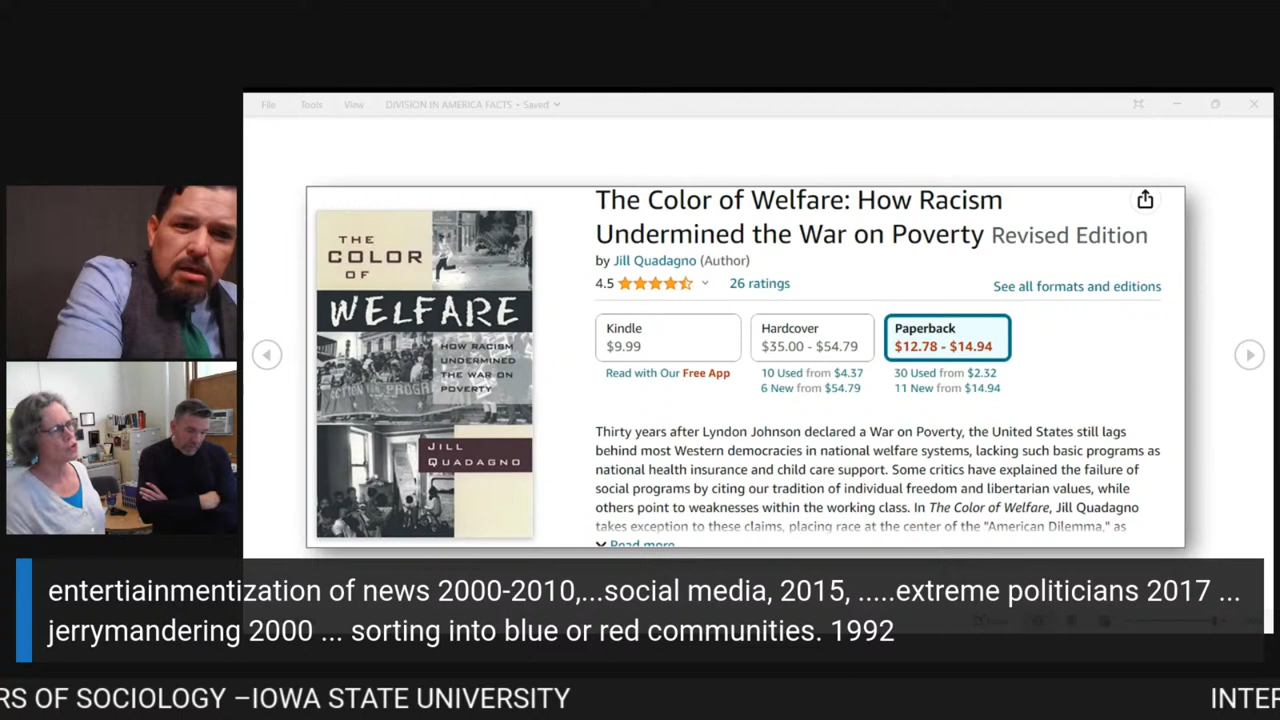 File Tools View DIVISION IN AMERICA FACTS • Saved
The Color of Welfare: How Racism
Undermined the War on Poverty Revised Edition
by Jill Quadagno (Author)
4.5 26 ratings
See all formats and editions
Kindle
$9.99
Read with Our Free App
Hardcover
$35.00 - $54.79
10 Used from $4.37
6 New from $54.79
Paperback
$12.78 - $14.94
30 Used from $2.32
11 New from $14.94
Thirty years after Lyndon Johnson declared a War on Poverty, the United States still lags
behind most Western democracies in national welfare systems, lacking such basic programs as
national health insurance and child care support. Some critics have explained the failure of
social programs by citing our tradition of individual freedom and libertarian values, while
others point to weaknesses within the working class. In The Color of Welfare, Jill Quadagno
takes exception to these claims, placing race at the center of the "American Dilemma," as
Read more
THE
COLOR
OF
WELFARE
HOW RACISM
UNDERMINED
THE WAR ON
POVERTY
JILL
QUADAGNO
entertiainmentization of news 2000-2010,...social media, 2015, .....extreme politicians 2017 ...
jerrymandering 2000 ... sorting into blue or red communities. 1992
RS OF SOCIOLOGY –IOWA STATE UNIVERSITY
INTER